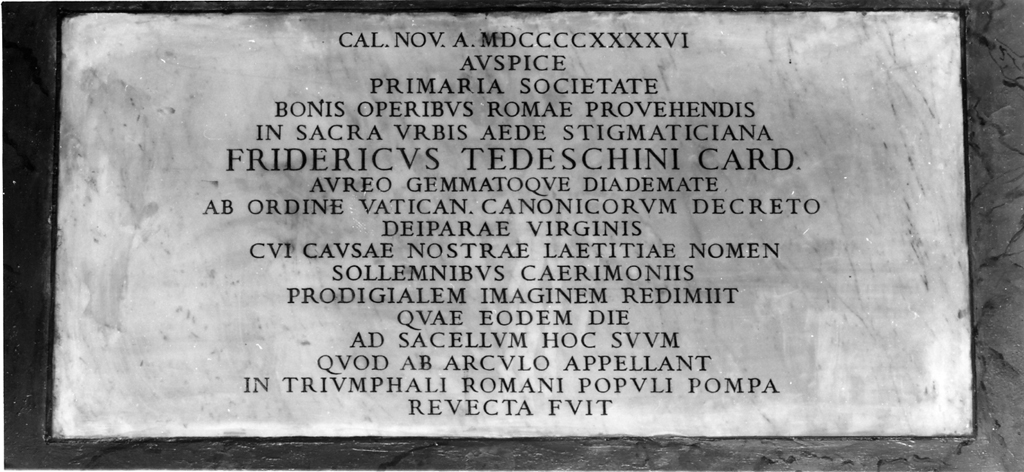 CAL. NOV. A. MDCCCCXXXXVI
AVSPICE
PRIMARIA SOCIETATE
BONIS OPERIBVS ROMAE PROVEHENDIS
IN SACRA VRBIS AEDE STIGMATICIANA
FRIDERICVS TEDESCHINI CARD.
AVREO GEMMATOQVE DIADEMATE
AB ORDINE VATICAN. CANONICORVM DECRETO
DEIPARAE VIRGINIS
CVI CAVSAE NOSTRAE LAETITIAE NOMEN
SOLLEMNIBVS CAERIMONIIS
PRODIGIALEM IMAGINEM REDIMIIT
QVAE EODEM DIE
AD SACELLVM HOC SVVM
QVOD AB ARCVLO APPELLANT
IN TRIVMPHALI ROMANI POPVLI POMPA
REVECTA FVIT